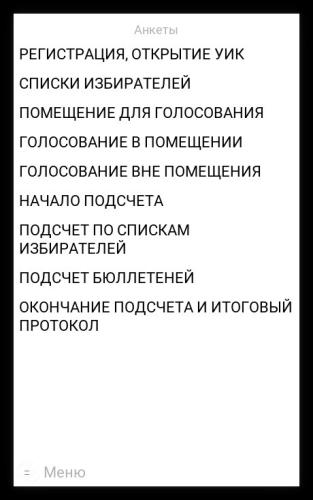 Анкеты
РЕГИСТРАЦИЯ, ОТКРЫТИЕ УИК
СПИСКИ ИЗБИРАТЕЛЕЙ
ПОМЕЩЕНИЕ ДЛЯ ГОЛОСОВАНИЯ
ГОЛОСОВАНИЕ В ПОМЕЩЕНИИ
ГОЛОСОВАНИЕ ВНЕ ПОМЕЩЕНИЯ
НАЧАЛО ПОДСЧЕТА
ПОДСЧЕТ ПО СПИСКАМ
ИЗБИРАТЕЛЕЙ
ПОДСЧЕТ БЮЛЛЕТЕНЕЙ
ОКОНЧАНИЕ ПОДСЧЕТА И ИТОГОВЫЙ
ПРОТОКОЛ
Меню